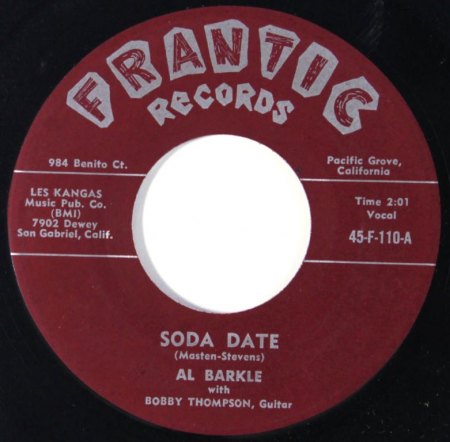 FRANTIC
RECORDS
984 Benito Ct.
Pacific Grove,
California
LES KANGAS
Music Pub. Co.
(BMI)
7902 Dewey
San Gabriel, Calif.
Time 2:01
Vocal
45-F-110-A
SODA DATE
(Masten-Stevens)
AL BARKLE
with
BOBBY THOMPSON, Guitar